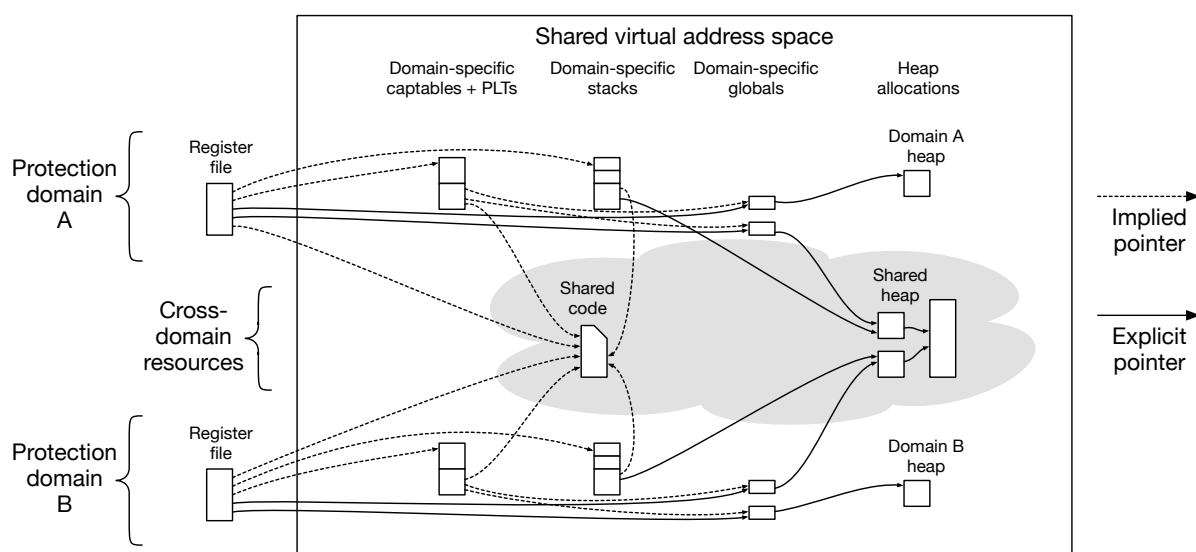 Shared virtual address space
Domain-specific
captables + PLTs
Domain-specific
stacks
Domain-specific
globals
Heap
allocations
Protection
domain
A
Register
file
Domain A
heap
Implied
pointer
Cross-
domain
resources
Shared
code
Shared
heap
Explicit
pointer
Protection
domain
B
Register
file
Domain B
heap